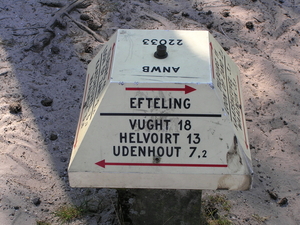 22033
ANWB
EFTELING
VUGHT 18
HELVOIRT 13
UDENHOUT 7,2